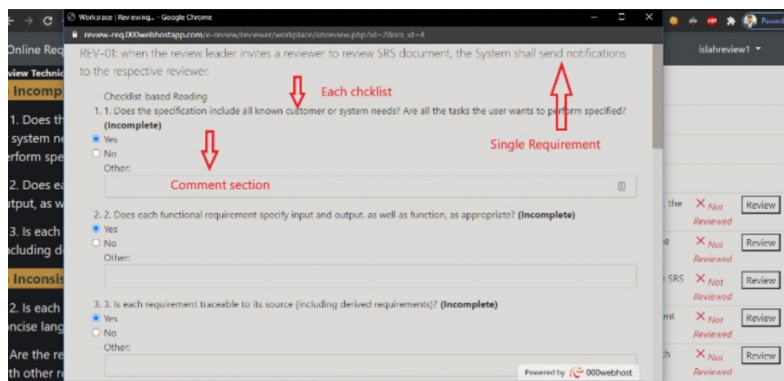 Workspace | Reviewing... - Google Chrome
review-req.000webhostapp.com/e-review/reviewer/workplace/srsreview.php?id=7&srs_id=4
Paused
Online Req
islahreview1
REV-01: when the review leader invites a reviewer to review SRS document, the System shall send notifications
to the respective reviewer.
view Techni
Incomp
Checklist-based Reading
Each chcklist
1. 1. Does the specification include all known customer or system needs? Are all the tasks the user wants to perform specified?
(Incomplete)
Yes
No
Other:
Single Requirement
Comment section
1. Does th
system ne
erform spe
2. Does ea
tput, as w
3. Is each
cluding d
Inconsis
2. Is each
ncise lang
Are the re
th other r
2. 2. Does each functional requirement specify input and output, as well as function, as appropriate? (Incomplete)
Yes
No
Other:
3. 3. Is each requirement traceable to its source (including derived requirements)? (Incomplete)
Yes
No
Other:
the
Not Reviewed
Review
Not Reviewed
Review
SRS
Not Reviewed
Review
Not Reviewed
Review
Not Reviewed
Review
Powered by 000webhost